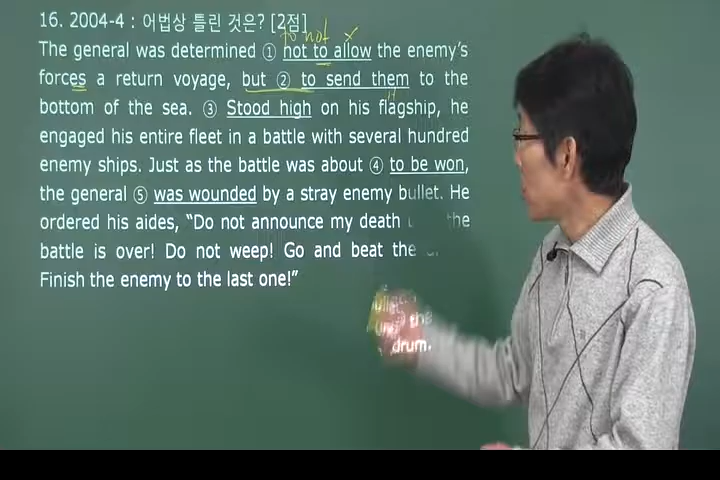 16. 2004-4 : 어법상 틀린 것은? [2점]
to not ×
The general was determined ① not to allow the enemy's
forces a return voyage, but ② to send them to the
bottom of the sea. ③ Stood high on his flagship, he
engaged his entire fleet in a battle with several hundred
enemy ships. Just as the battle was about ④ to be won,
the general ⑤ was wounded by a stray enemy bullet. He
ordered his aides, "Do not announce my death the
battle is over! Do not weep! Go and beat the
Finish the enemy to the last one!"
the
drum.